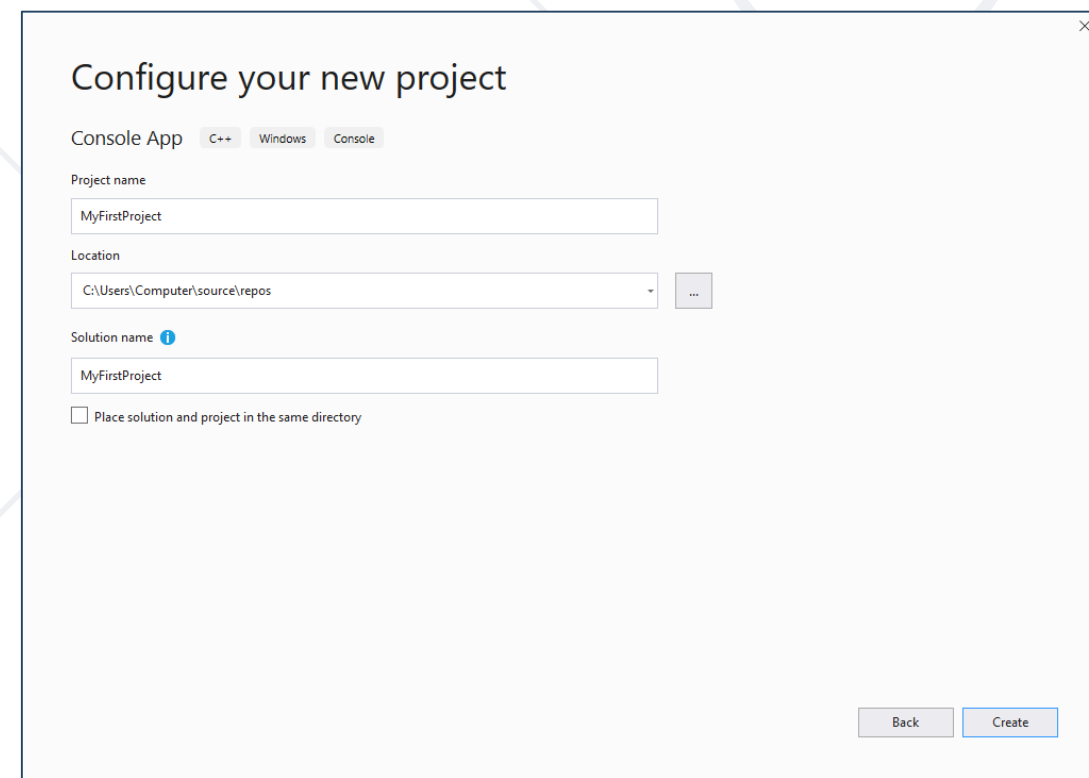 Configure your new project
Console App C++ Windows Console
Project name
MyFirstProject
Location
C:\Users\Computer\source\repos
...
Solution name
MyFirstProject
Place solution and project in the same directory
Back Create